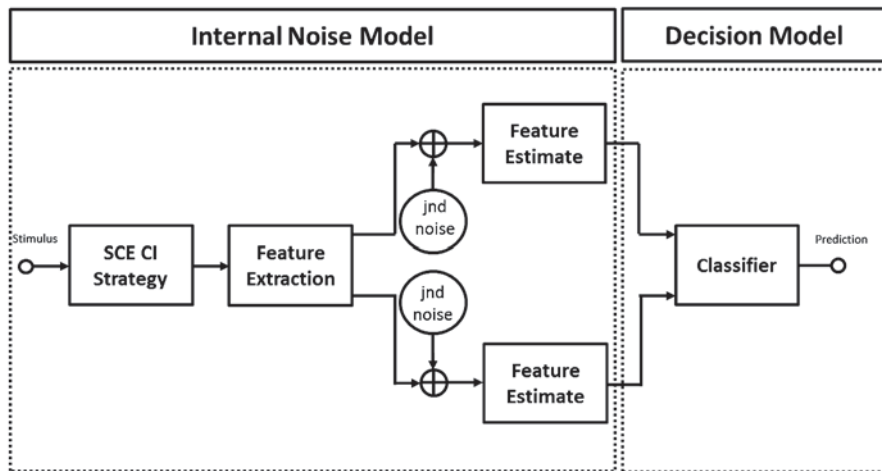 Internal Noise Model
Decision Model
Stimulus
SCE CI
Strategy
Feature
Extraction
jnd
noise
jnd
noise
Feature
Estimate
Feature
Estimate
Classifier
Prediction